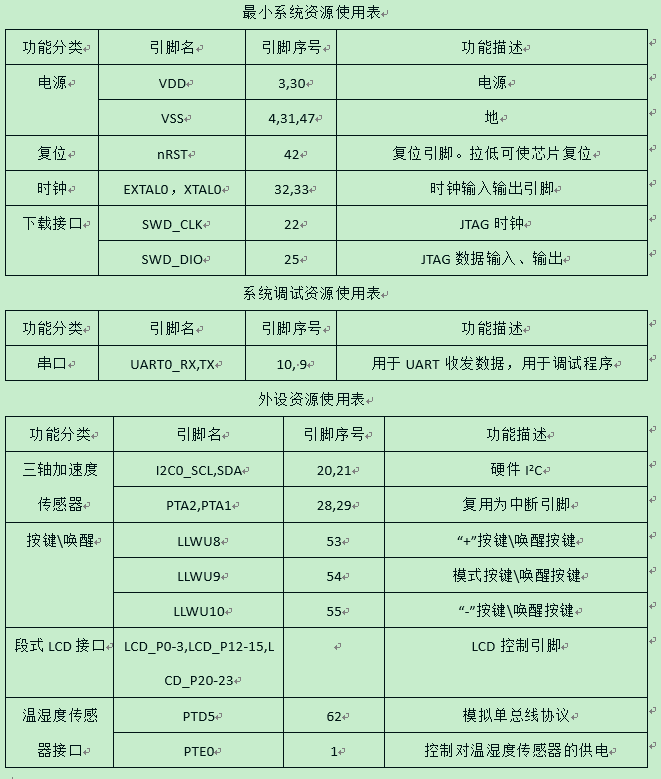 最小系统资源使用表
功能分类 引脚名 引脚序号 功能描述
电源 VDD 3,30 电源
VSS 4,31,47 地
复位 nRST 42 复位引脚。拉低可使芯片复位
时钟 EXTAL0，XTAL0 32,33 时钟输入输出引脚
下载接口 SWD_CLK 22 JTAG 时钟
SWD_DIO 25 JTAG 数据输入、输出
系统调试资源使用表
功能分类 引脚名 引脚序号 功能描述
串口 UART0_RX,TX 10, 9 用于 UART 收发数据，用于调试程序
外设资源使用表
功能分类 引脚名 引脚序号 功能描述
三轴加速度 I2C0_SCL,SDA 20,21 硬件 I²C
传感器 PTA2,PTA1 28,29 复用为中断引脚
按键\唤醒 LLWU8 53 “+”按键\唤醒按键
LLWU9 54 模式按键\唤醒按键
LLWU10 55 “-”按键\唤醒按键
段式 LCD 接口 LCD_P0-3,LCD_P12-15,L LCD 控制引脚
CD_P20-23
温湿度传感 PTD5 62 模拟单总线协议
器接口 PTE0 1 控制对温湿度传感器的供电